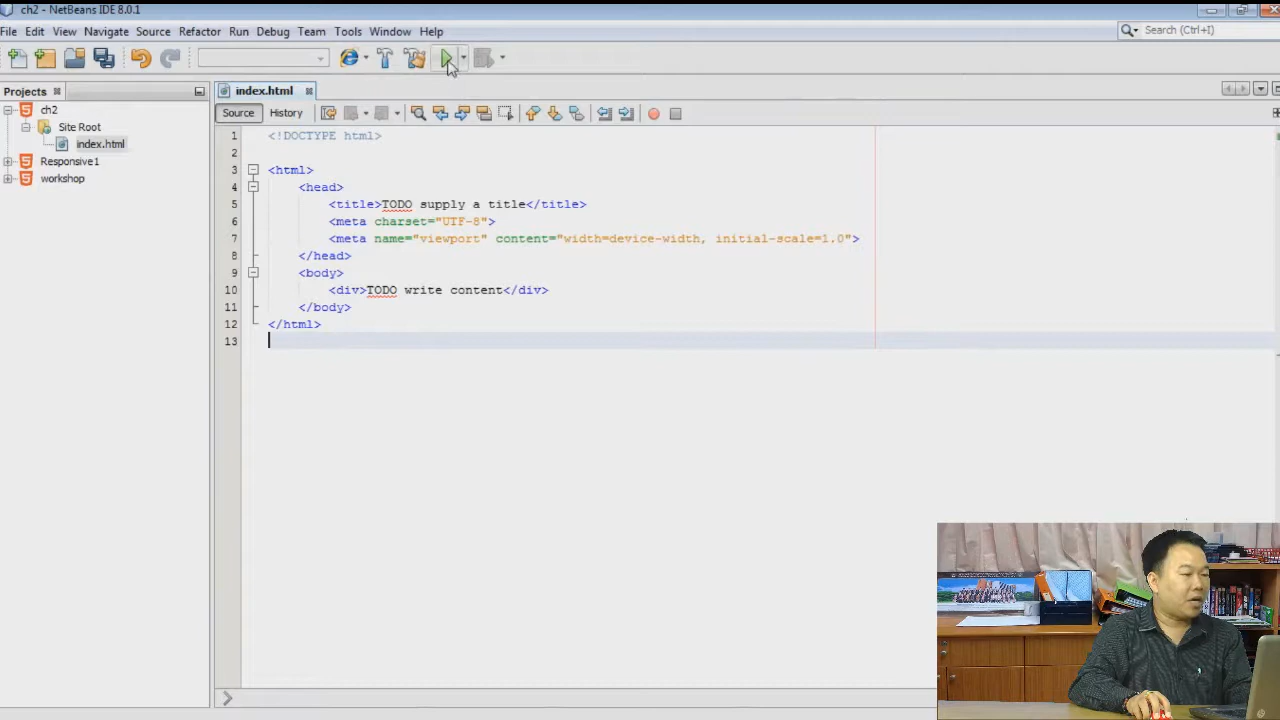 ch2 - NetBeans IDE 8.0.1
File Edit View Navigate Source Refactor Run Debug Team Tools Window Help
Search (Ctrl+I)
Projects
index.html
Source History
ch2
Site Root
index.html
Responsive1
workshop
1 <!DOCTYPE html>
2
3 <html>
4 <head>
5 <title>TODO supply a title</title>
6 <meta charset="UTF-8">
7 <meta name="viewport" content="width=device-width, initial-scale=1.0">
8 </head>
9 <body>
10 <div>TODO write content</div>
11 </body>
12 </html>
13